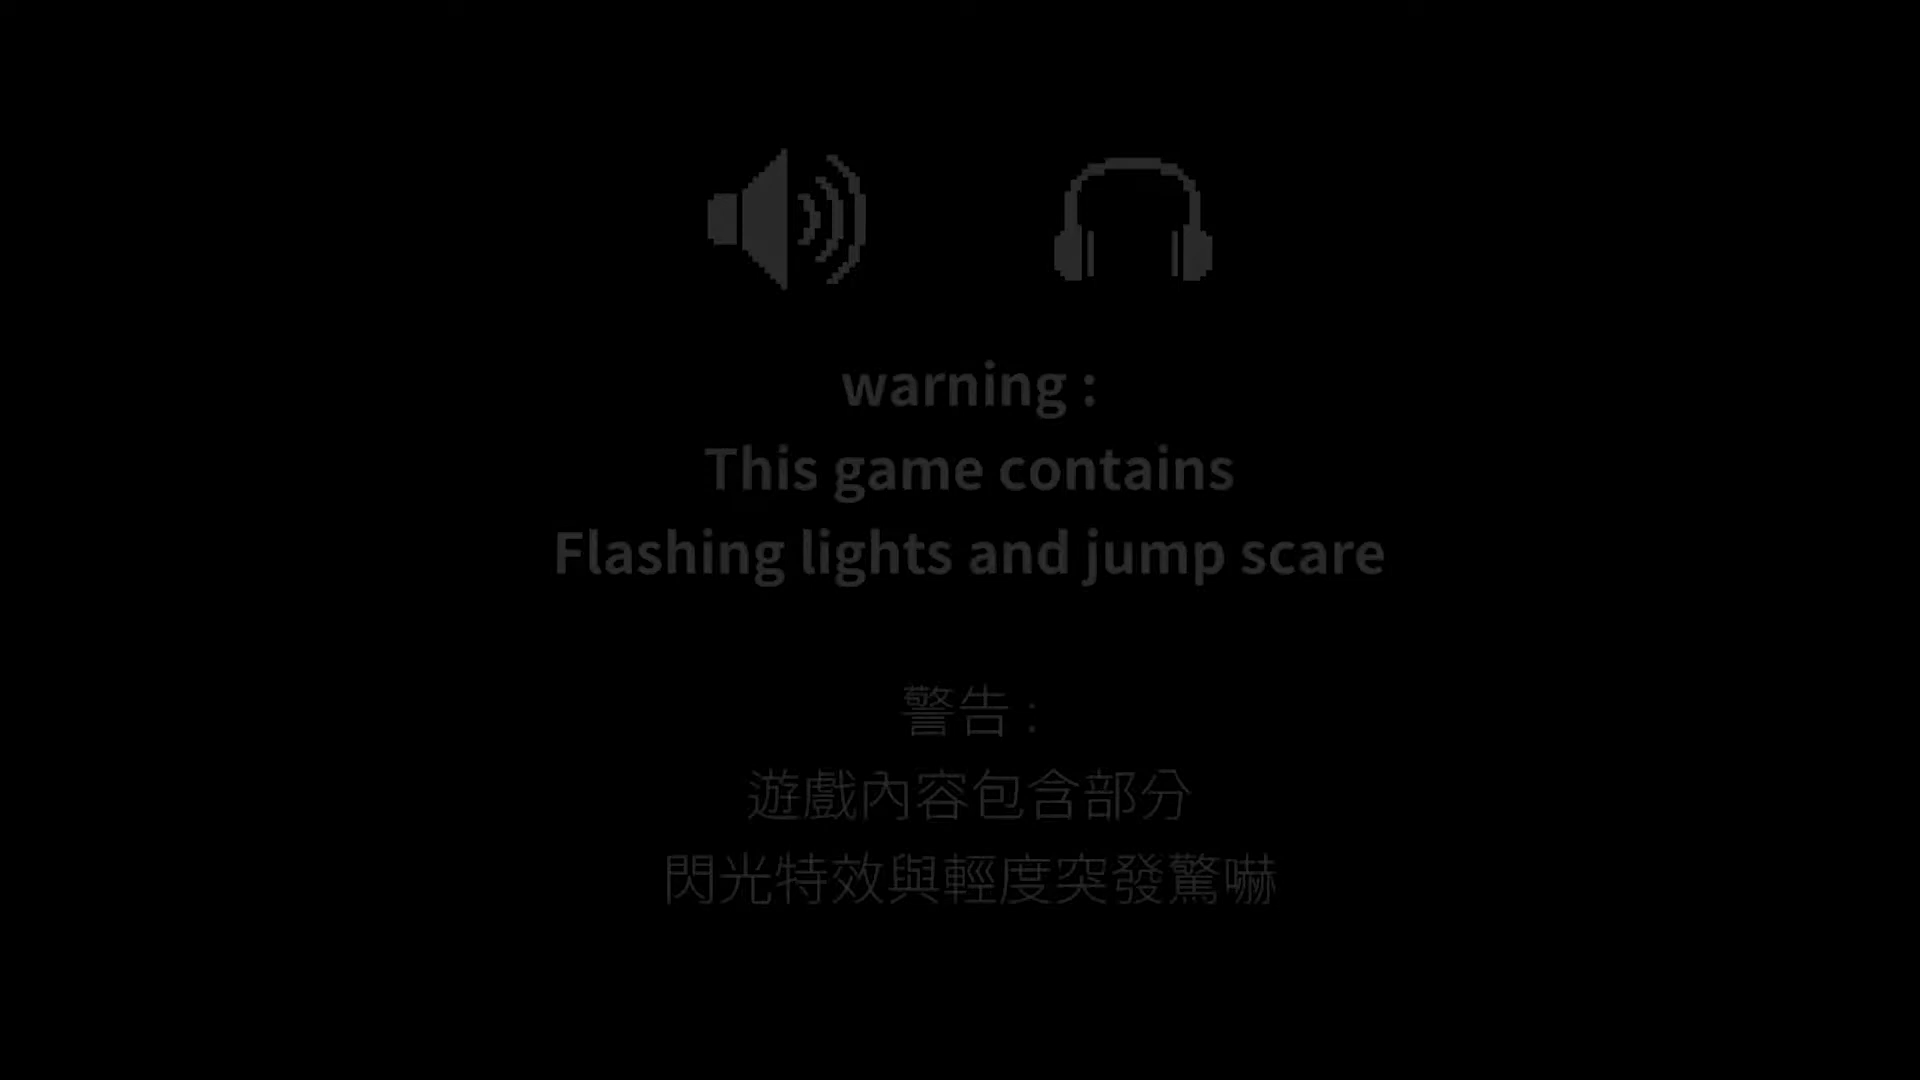 warning :
This game contains
Flashing lights and jump scare
警告 :
遊戲內容包含部分
閃光特效與輕度突發驚嚇